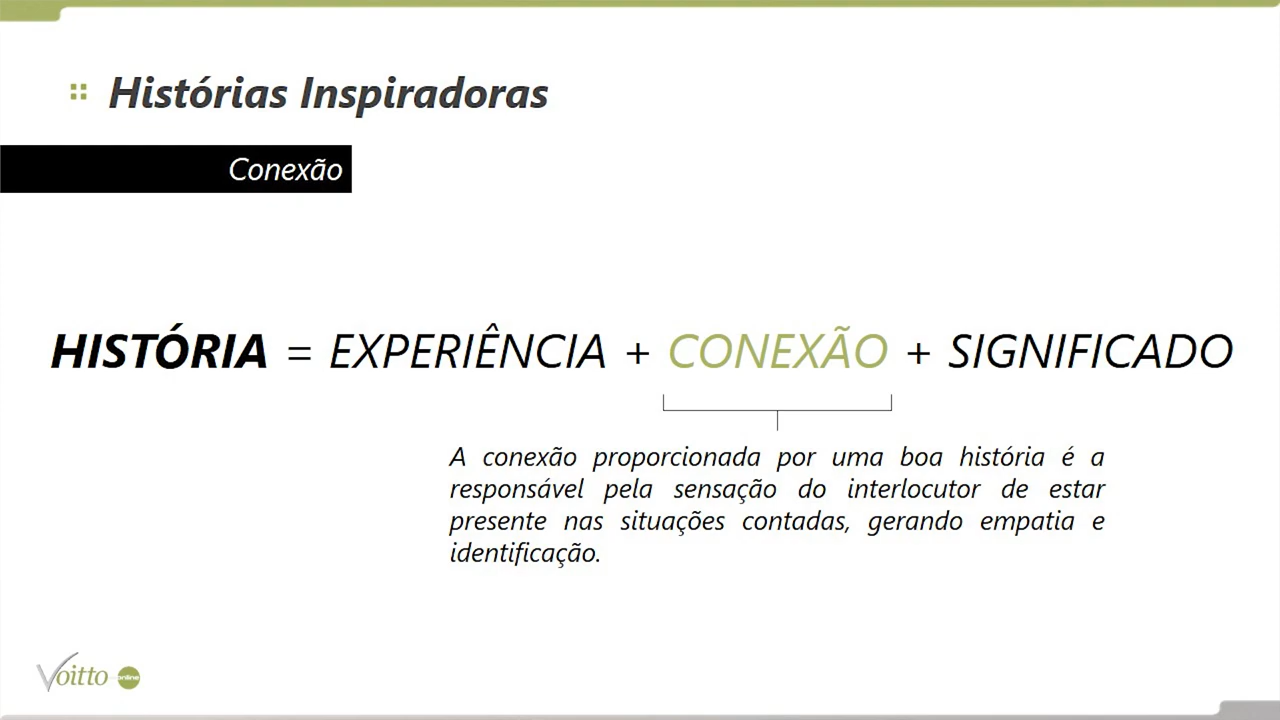 Histórias Inspiradoras
Conexão
HISTÓRIA = EXPERIÊNCIA + CONEXÃO + SIGNIFICADO
A conexão proporcionada por uma boa história é a
responsável pela sensação do interlocutor de estar
presente nas situações contadas, gerando empatia e
identificação.
Voitto online